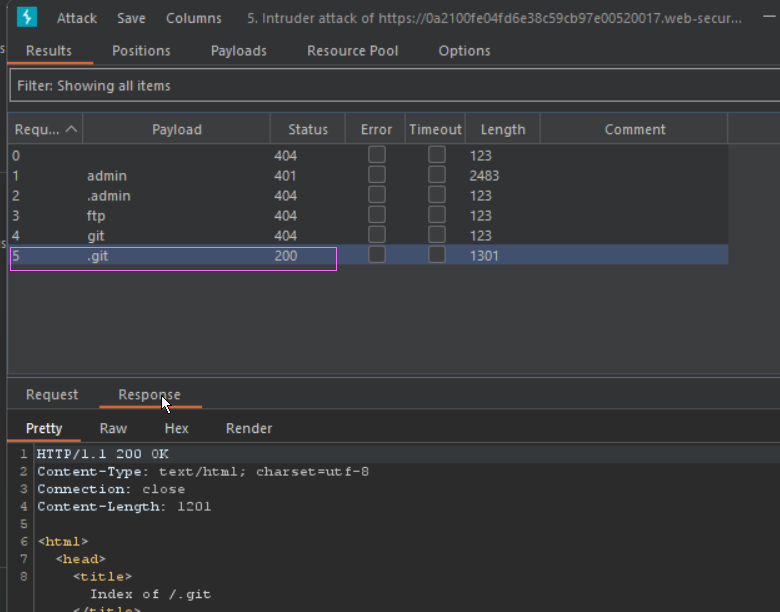 Attack Save Columns 5. Intruder attack of https://0a2100fe04fd6e38c59cb97e00520017.web-secur...
Results Positions Payloads Resource Pool Options
Filter: Showing all items
Requ... Payload Status Error Timeout Length Comment
0 404 123
1 admin 401 2483
2 .admin 404 123
3 ftp 404 123
4 git 404 123
5 .git 200 1301
Request Response
Pretty Raw Hex Render
1 HTTP/1.1 200 OK
2 Content-Type: text/html; charset=utf-8
3 Connection: close
4 Content-Length: 1201
5
6 <html>
7 <head>
8 <title>
Index of /.git
</title>